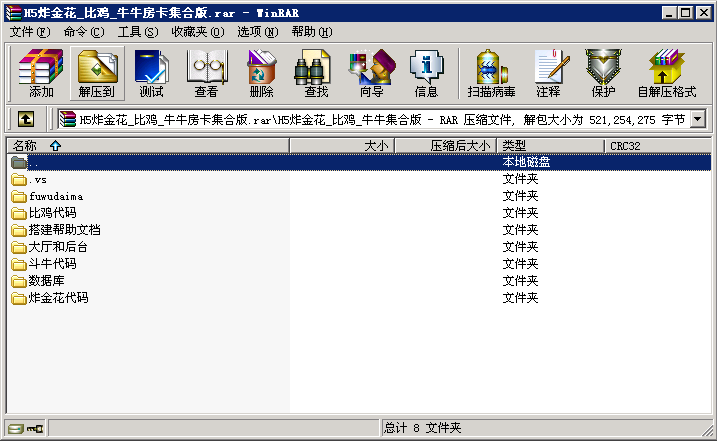 H5炸金花_比鸡_牛牛房卡集合版.rar - WinRAR
文件(F) 命令(C) 工具(S) 收藏夹(O) 选项(N) 帮助(H)
添加 解压到 测试 查看 删除 查找 向导 信息 扫描病毒 注释 保护 自解压格式
H5炸金花_比鸡_牛牛房卡集合版.rar\H5炸金花_比鸡_牛牛集合版 - RAR 压缩文件, 解包大小为 521,254,275 字节
名称 大小 压缩后大小 类型 CRC32
.. 本地磁盘
.vs 文件夹
fuwudaima 文件夹
比鸡代码 文件夹
搭建帮助文档 文件夹
大厅和后台 文件夹
斗牛代码 文件夹
数据库 文件夹
炸金花代码 文件夹
总计 8 文件夹